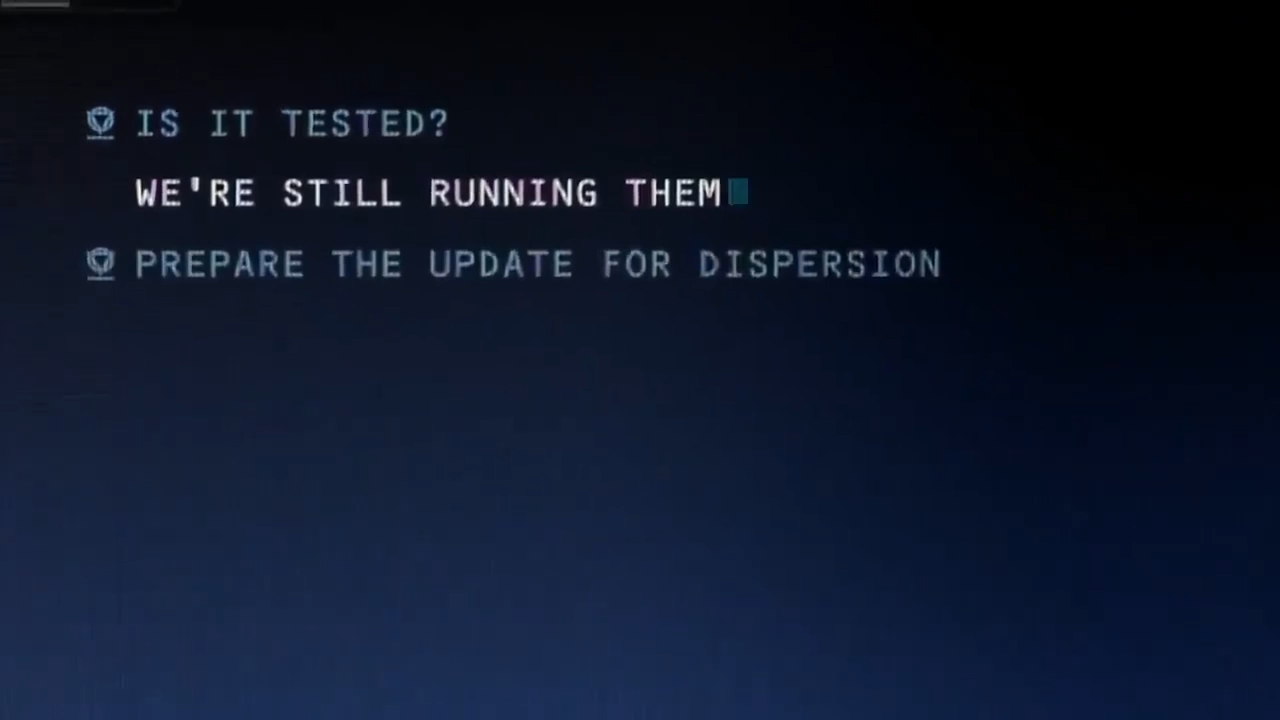 IS IT TESTED?
WE'RE STILL RUNNING THEM
PREPARE THE UPDATE FOR DISPERSION